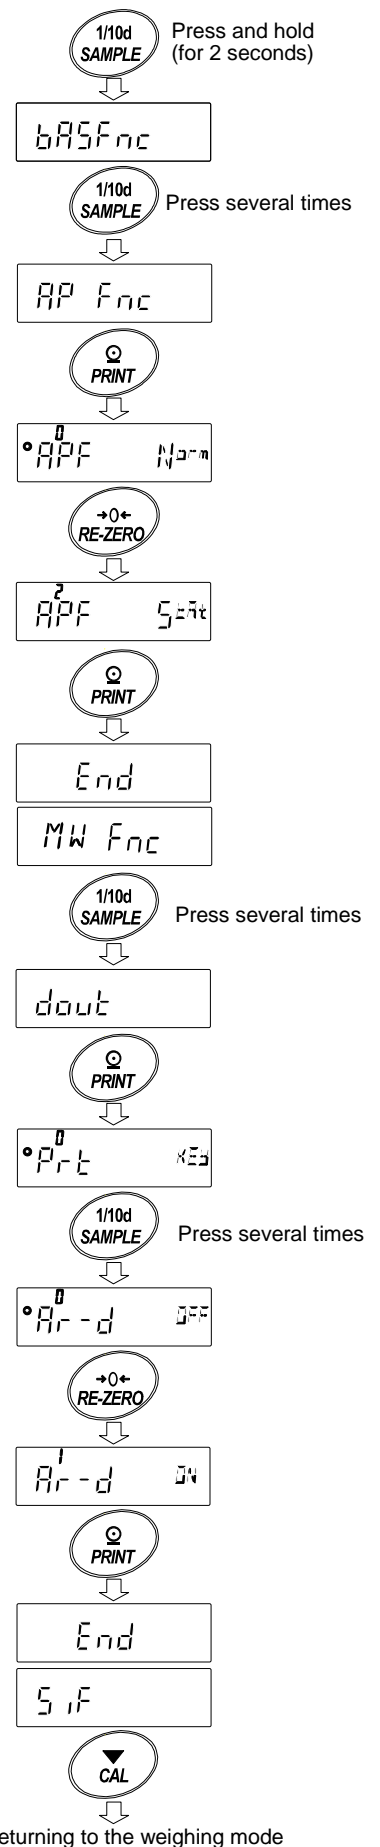 1/10d
SAMPLE
Press and hold
(for 2 seconds)
bASFnc
1/10d
SAMPLE
Press several times
AP Fnc
PRINT
0
APF Norm
→0←
RE-ZERO
2
APF Stat
PRINT
End
MW Fnc
1/10d
SAMPLE
Press several times
dout
PRINT
0
Prt KEy
1/10d
SAMPLE
Press several times
0
Ar-d OFF
→0←
RE-ZERO
1
Ar-d ON
PRINT
End
S iF
CAL
eturning to the weighing mode